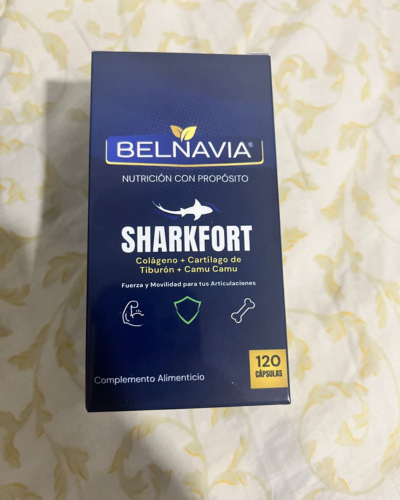 BELNAVIA®
NUTRICIÓN CON PROPÓSITO
SHARKFORT
Colágeno + Cartílago de
Tiburón + Camu Camu
Fuerza y Movilidad para tus Articulaciones
Complemento Alimenticio
120
CÁPSULAS